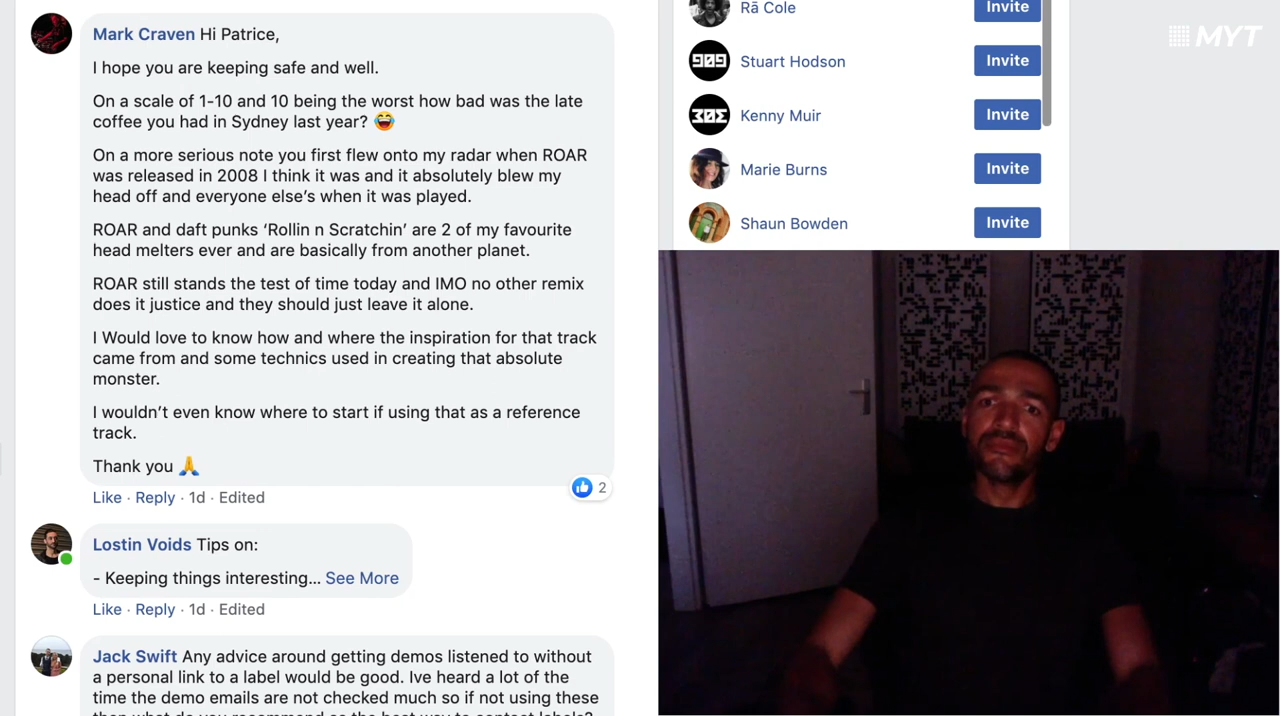 Mark Craven Hi Patrice,
I hope you are keeping safe and well.
On a scale of 1-10 and 10 being the worst how bad was the late
coffee you had in Sydney last year? 😂
On a more serious note you first flew onto my radar when ROAR
was released in 2008 I think it was and it absolutely blew my
head off and everyone else's when it was played.
ROAR and daft punks ‘Rollin n Scratchin’ are 2 of my favourite
head melters ever and are basically from another planet.
ROAR still stands the test of time today and IMO no other remix
does it justice and they should just leave it alone.
I Would love to know how and where the inspiration for that track
came from and some technics used in creating that absolute
monster.
I wouldn’t even know where to start if using that as a reference
track.
Thank you 🙏
Like · Reply · 1d · Edited
2
Lostin Voids Tips on:
- Keeping things interesting... See More
Like · Reply · 1d · Edited
Jack Swift Any advice around getting demos listened to without
a personal link to a label would be good. Ive heard a lot of the
time the demo emails are not checked much so if not using these
Rā Cole
Invite
Stuart Hodson
Invite
Kenny Muir
Invite
Marie Burns
Invite
Shaun Bowden
Invite
909
303
MYT